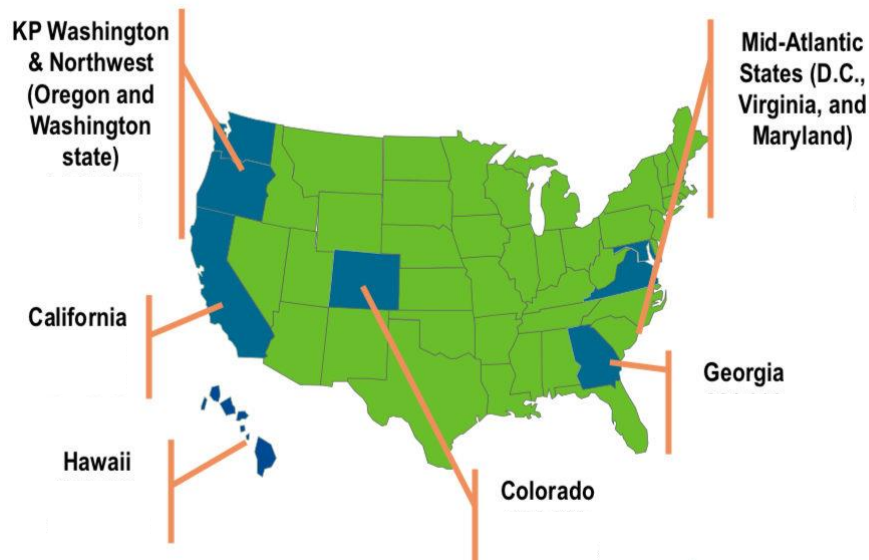 KP Washington
& Northwest
(Oregon and
Washington
state)
Mid-Atlantic
States (D.C.,
Virginia, and
Maryland)
California
Georgia
Hawaii
Colorado